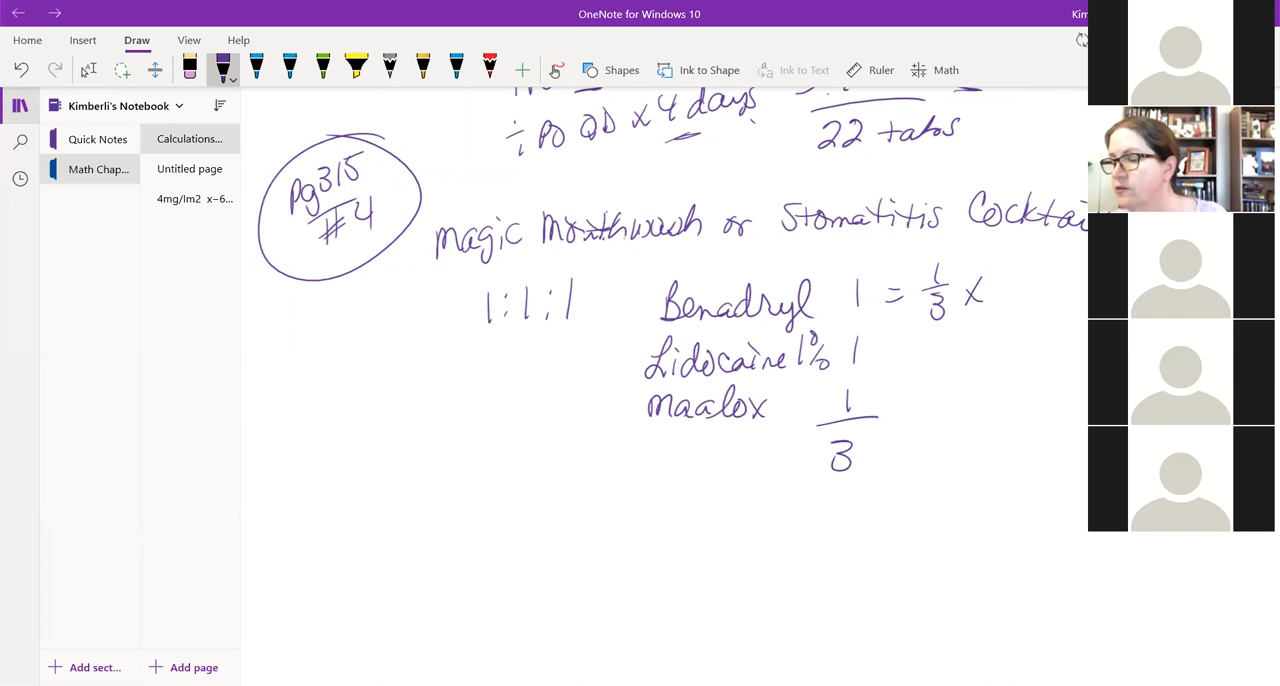 OneNote for Windows 10
Kim
Home Insert Draw View Help
Shapes Ink to Shape Ink to Text Ruler Math
Kimberli's Notebook
Quick Notes
Math Chap...
Calculations...
Untitled page
4mg/lm2 x-6...
PO QD x 4 days
22 tabs
Pg 315
#4
Magic Mouthwash or Stomatitis Cocktai
1:1:1
Benadryl 1 = 1/3 x
Lidocaine 1% 1
Maalox 1
3
Add sect...
Add page